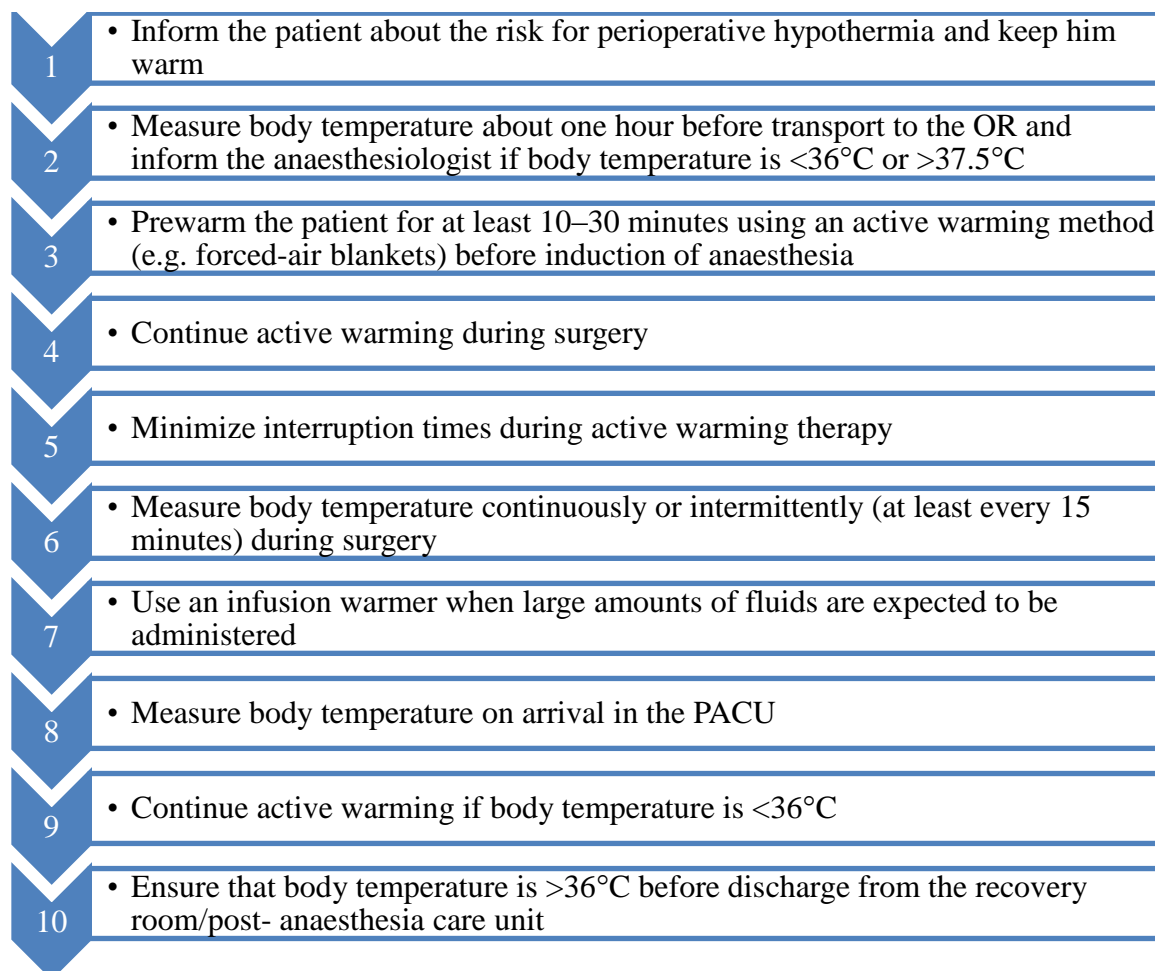 1
• Inform the patient about the risk for perioperative hypothermia and keep him
warm
2
• Measure body temperature about one hour before transport to the OR and
inform the anaesthesiologist if body temperature is <36°C or >37.5°C
3
• Prewarm the patient for at least 10–30 minutes using an active warming method
(e.g. forced-air blankets) before induction of anaesthesia
4
• Continue active warming during surgery
5
• Minimize interruption times during active warming therapy
6
• Measure body temperature continuously or intermittently (at least every 15
minutes) during surgery
7
• Use an infusion warmer when large amounts of fluids are expected to be
administered
8
• Measure body temperature on arrival in the PACU
9
• Continue active warming if body temperature is <36°C
10
• Ensure that body temperature is >36°C before discharge from the recovery
room/post- anaesthesia care unit